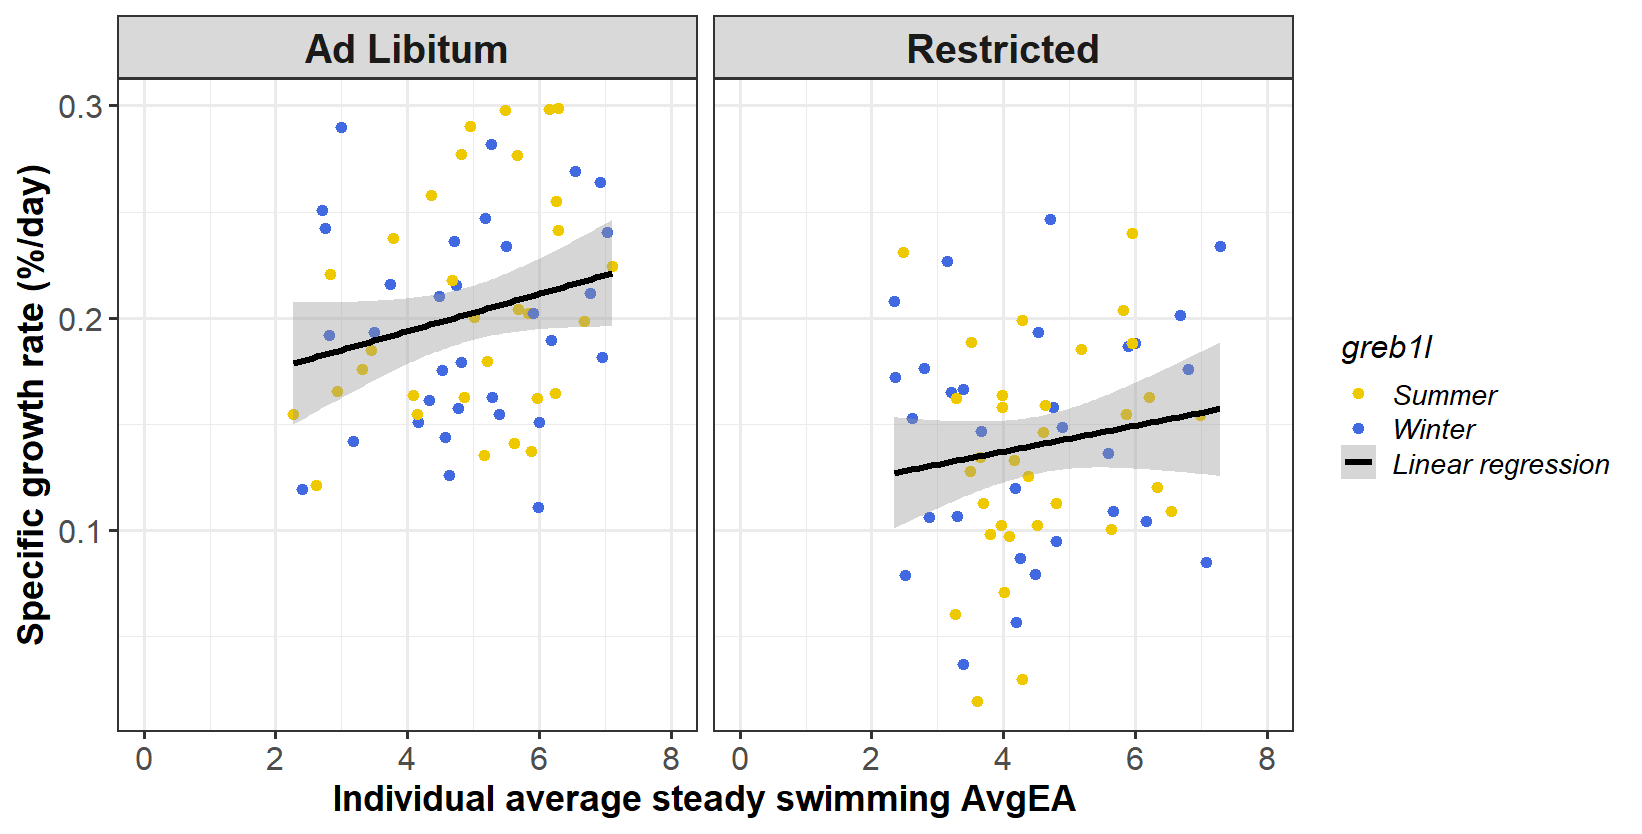 Ad Libitum
Restricted
Specific growth rate (%/day)
0.3
0.2
0.1
0 2 4 6 8
0 2 4 6 8
Individual average steady swimming AvgEA
greb1l
Summer
Winter
Linear regression